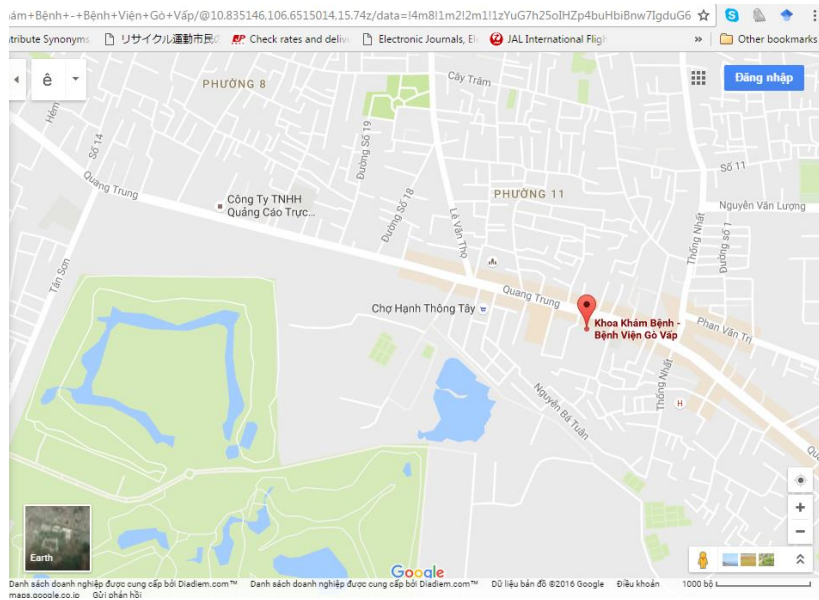 ám+Bệnh+-+Bệnh+Viện+Gò+Vấp/@10.835146,106.6515014,15.74z/data=!4m8!1m2!2m1!1zYuG7h25oIHZp4buHbiBnw7IgduG6
tribute Synonyms リサイクル運動市民 Check rates and deliv Electronic Journals, El JAL International Fligh » Other bookmarks
ê
Đăng nhập
PHƯỜNG 8
Cây Trâm
Hẻm
Số 14
Đường Số 19
Số 11
Quang Trung
Công Ty TNHH
Quảng Cáo Trực...
Đường Số 18
Lê Văn Thọ
PHƯỜNG 11
Nguyễn Văn Lượng
Thống Nhất
Đường số 1
Tân Sơn
Quang Trung
Chợ Hạnh Thông Tây
Khoa Khám Bệnh -
Bệnh Viện Gò Vấp
Phan Văn Trị
Nguyễn Bá Tuân
Thống Nhất
H
Earth
Google
Danh sách doanh nghiệp được cung cấp bởi Diadiem.com™ Danh sách doanh nghiệp được cung cấp bởi Diadiem.com™ Dữ liệu bản đồ ©2016 Google Điều khoản 1000 bộ
maps.google.co.jp Gửi phản hồi